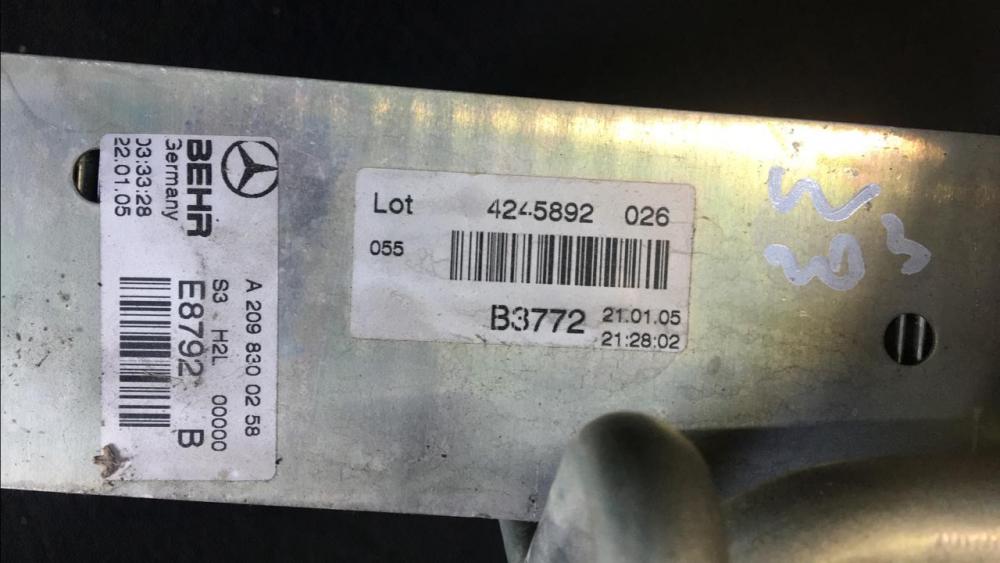 BEHR
Germany
03:33:28
22.01.05
A 209 830 02 58
S3 H2L 00000
E8792 B
Lot 4245892 026
055
B3772 21.01.05
21:28:02
W
203